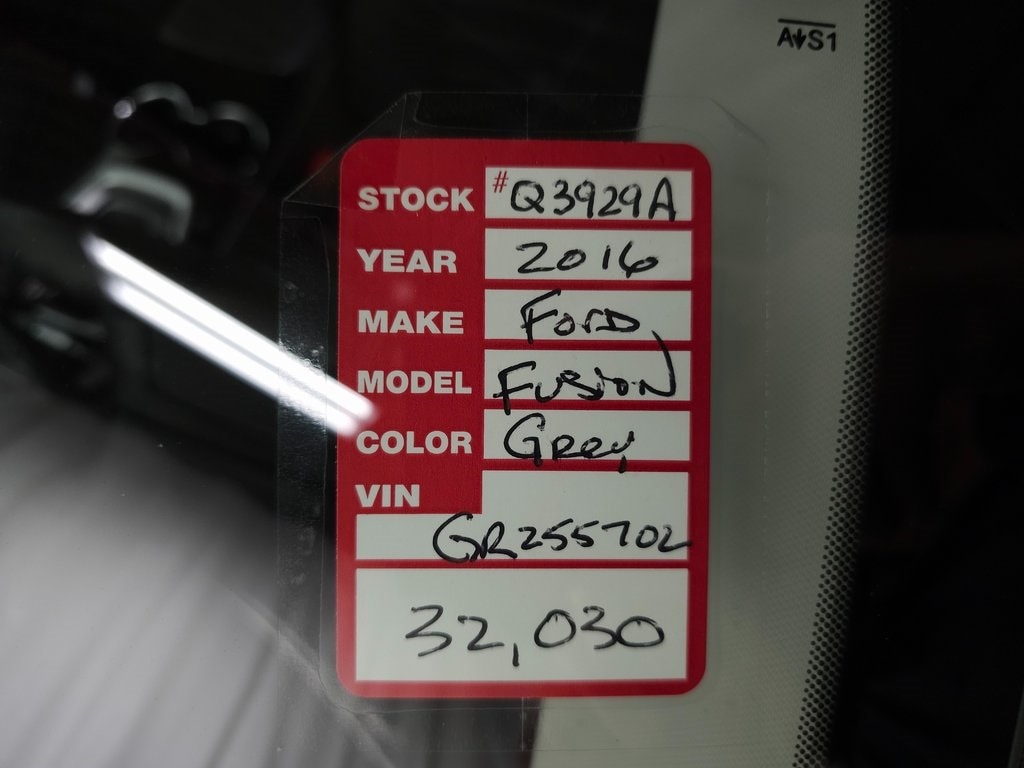 A↓S1
STOCK #Q3929A
YEAR 2016
MAKE Ford
MODEL Fusion
COLOR Grey
VIN
GR255702
32,030